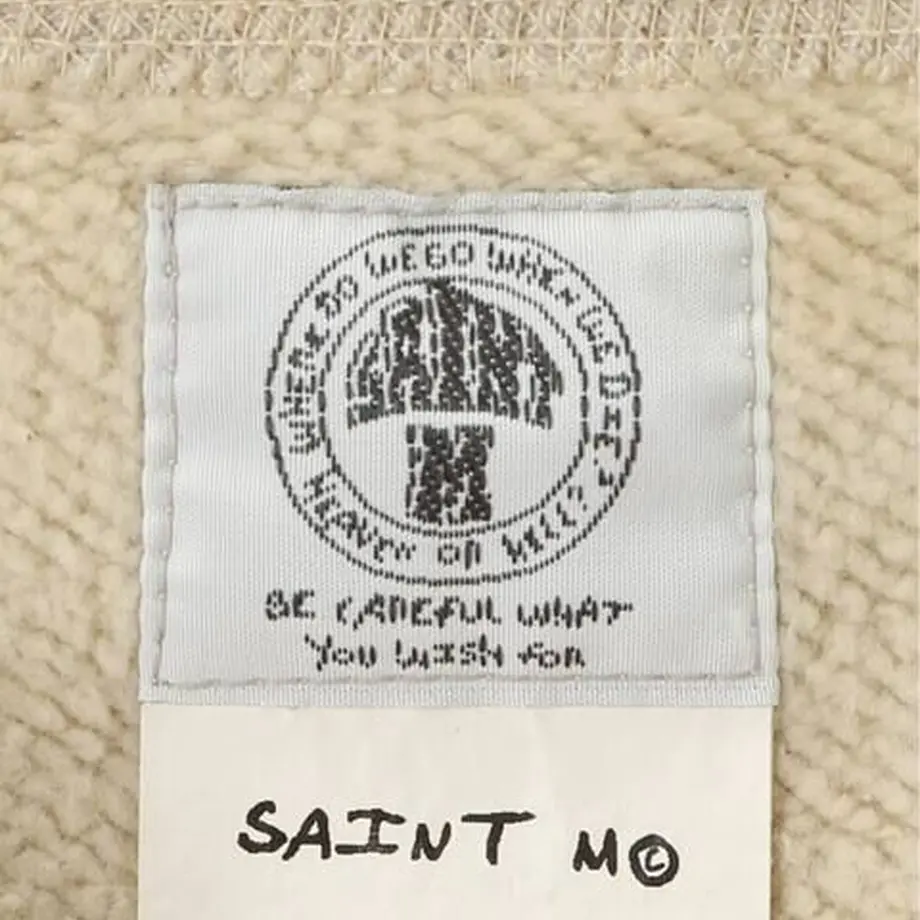 WHERE DO WE GO WHEN WE DIE?
HEAVEN OR HELL?
BE CAREFUL WHAT
YOU WISH FOR
SAINT M©